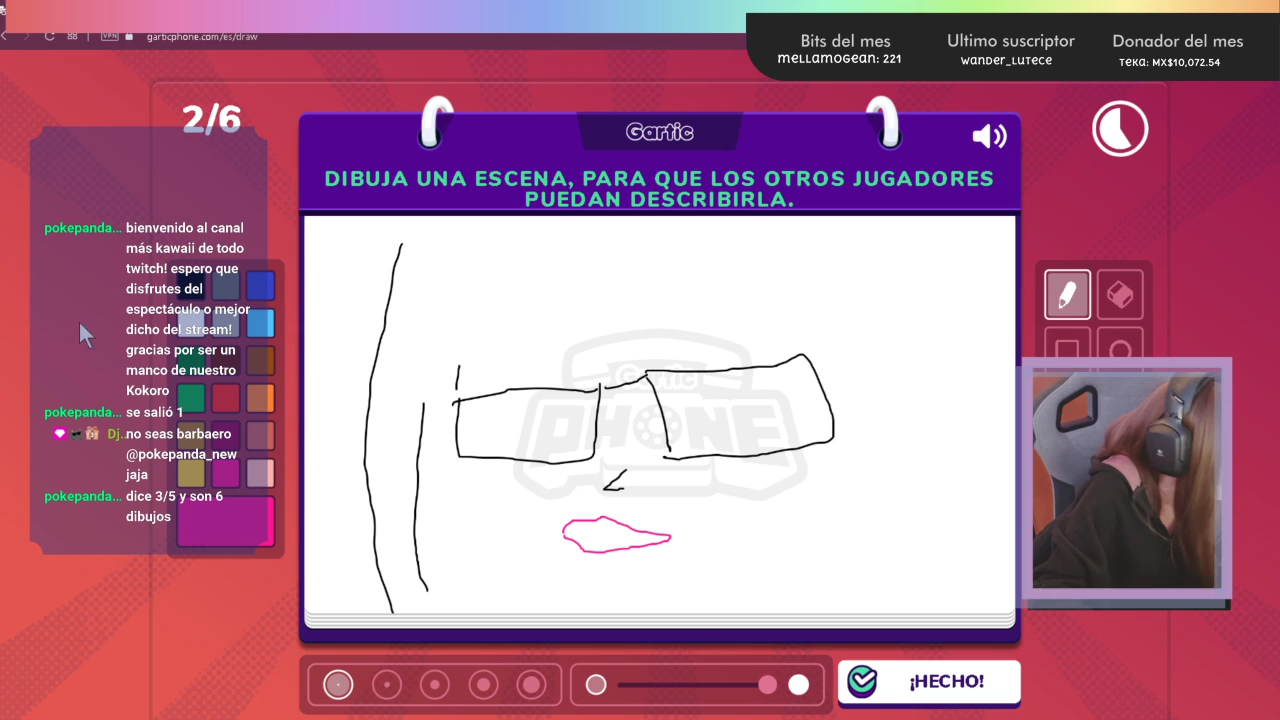 VPN
garticphone.com/es/draw
Bits del mes
mellamogean: 221
Ultimo suscriptor
wander_lutece
Donador del mes
Teka: MX$10,072.54
2/6
Gartic
DIBUJA UNA ESCENA, PARA QUE LOS OTROS JUGADORES
PUEDAN DESCRIBIRLA.
pokepanda... bienvenido al canal
más kawaii de todo
twitch! espero que
disfrutes del
espectáculo o mejor
dicho del stream!
gracias por ser un
manco de nuestro
Kokoro
pokepanda... se salió 1
Dj... no seas barbaero
@pokepanda_new
jaja
pokepanda... dice 3/5 y son 6
dibujos
Gartic
PHONE
¡HECHO!